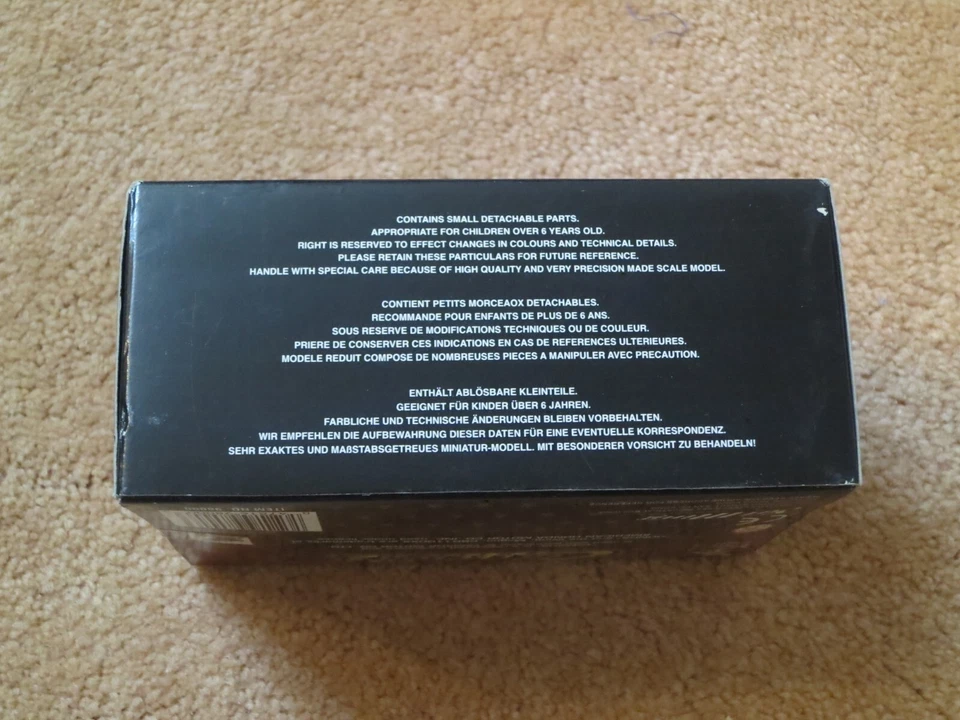 CONTAINS SMALL DETACHABLE PARTS.
APPROPRIATE FOR CHILDREN OVER 6 YEARS OLD.
RIGHT IS RESERVED TO EFFECT CHANGES IN COLOURS AND TECHNICAL DETAILS.
PLEASE RETAIN THESE PARTICULARS FOR FUTURE REFERENCE.
HANDLE WITH SPECIAL CARE BECAUSE OF HIGH QUALITY AND VERY PRECISION MADE SCALE MODEL.
CONTIENT PETITS MORCEAOX DETACHABLES.
RECOMMANDE POUR ENFANTS DE PLUS DE 6 ANS.
SOUS RESERVE DE MODIFICATIONS TECHNIQUES OU DE COULEUR.
PRIERE DE CONSERVER CES INDICATIONS EN CAS DE REFERENCES ULTERIEURES.
MODELE REDUIT COMPOSE DE NOMBREUSES PIECES A MANIPULER AVEC PRECAUTION.
ENTHÄLT ABLÖSBARE KLEINTEILE.
GEEIGNET FÜR KINDER ÜBER 6 JAHREN.
FARBLICHE UND TECHNISCHE ÄNDERUNGEN BLEIBEN VORBEHALTEN.
WIR EMPFEHLEN DIE AUFBEWAHRUNG DIESER DATEN FÜR EINE EVENTUELLE KORRESPONDENZ.
SEHR EXAKTES UND MAßSTABSGETREUES MINIATUR-MODELL. MIT BESONDERER VORSICHT ZU BEHANDELN!
ITEM NO.